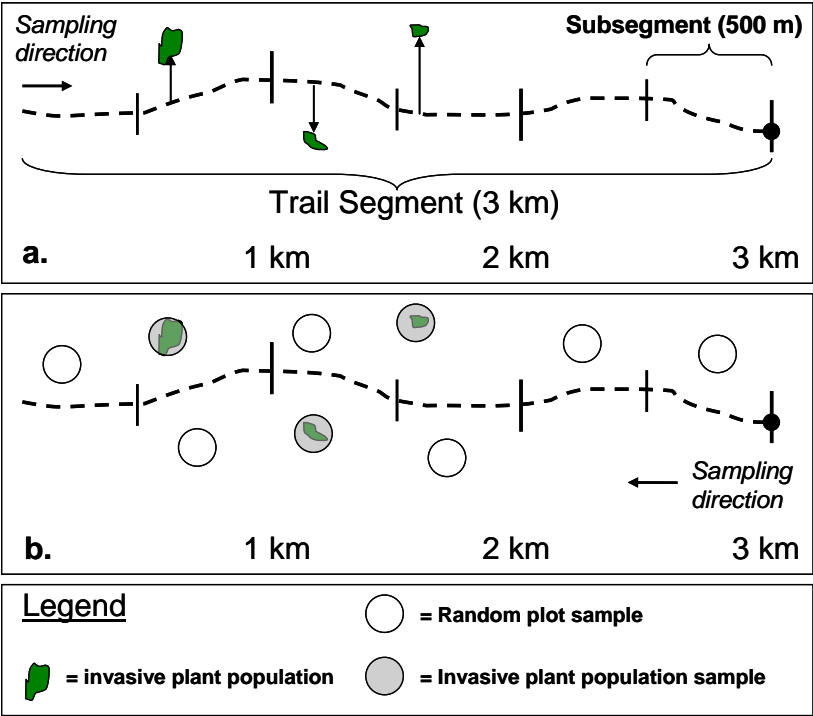 Sampling
direction
Subsegment (500 m)
Trail Segment (3 km)
a.
1 km
2 km
3 km
Sampling
direction
b.
1 km
2 km
3 km
Legend
= Random plot sample
= invasive plant population
= Invasive plant population sample